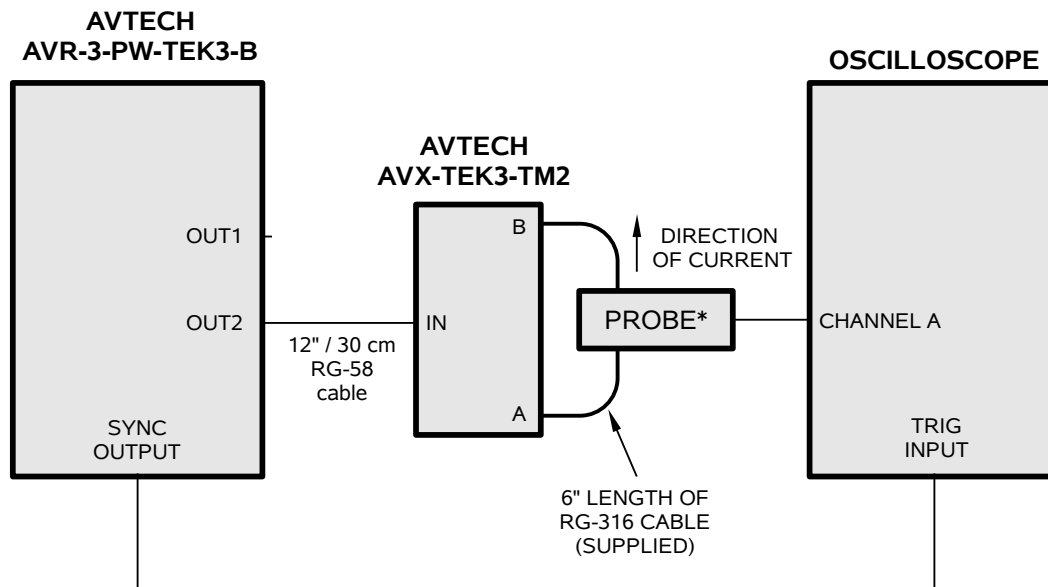 AVTECH
AVR-3-PW-TEK3-B
OUT1
OUT2
SYNC
OUTPUT
12" / 30 cm
RG-58
cable
AVTECH
AVX-TEK3-TM2
IN
B
A
DIRECTION
OF CURRENT
PROBE*
6" LENGTH OF
RG-316 CABLE
(SUPPLIED)
OSCILLOSCOPE
CHANNEL A
TRIG
INPUT